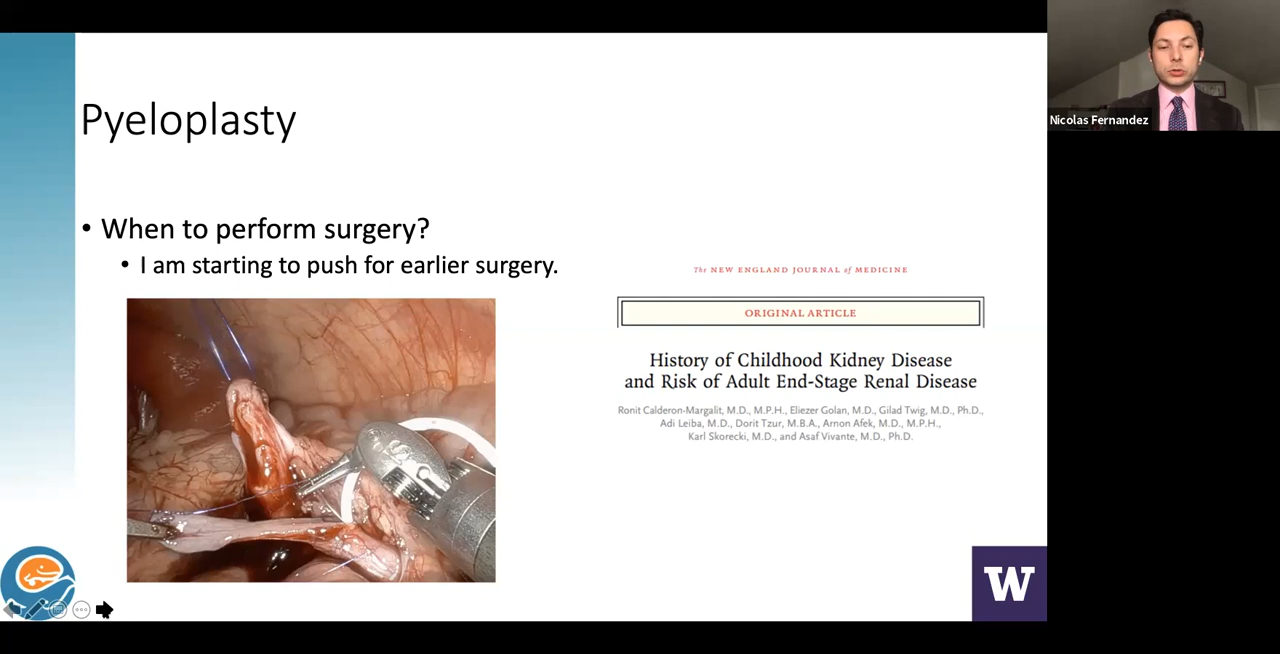 Pyeloplasty
• When to perform surgery?
• I am starting to push for earlier surgery.
The NEW ENGLAND JOURNAL of MEDICINE
ORIGINAL ARTICLE
History of Childhood Kidney Disease
and Risk of Adult End-Stage Renal Disease
Ronit Calderon-Margalit, M.D., M.P.H., Eliezer Golan, M.D., Gilad Twig, M.D., Ph.D.,
Adi Leiba, M.D., Dorit Tzur, M.B.A., Arnon Afek, M.D., M.P.H.,
Karl Skorecki, M.D., and Asaf Vivante, M.D., Ph.D.
W
Nicolas Fernandez